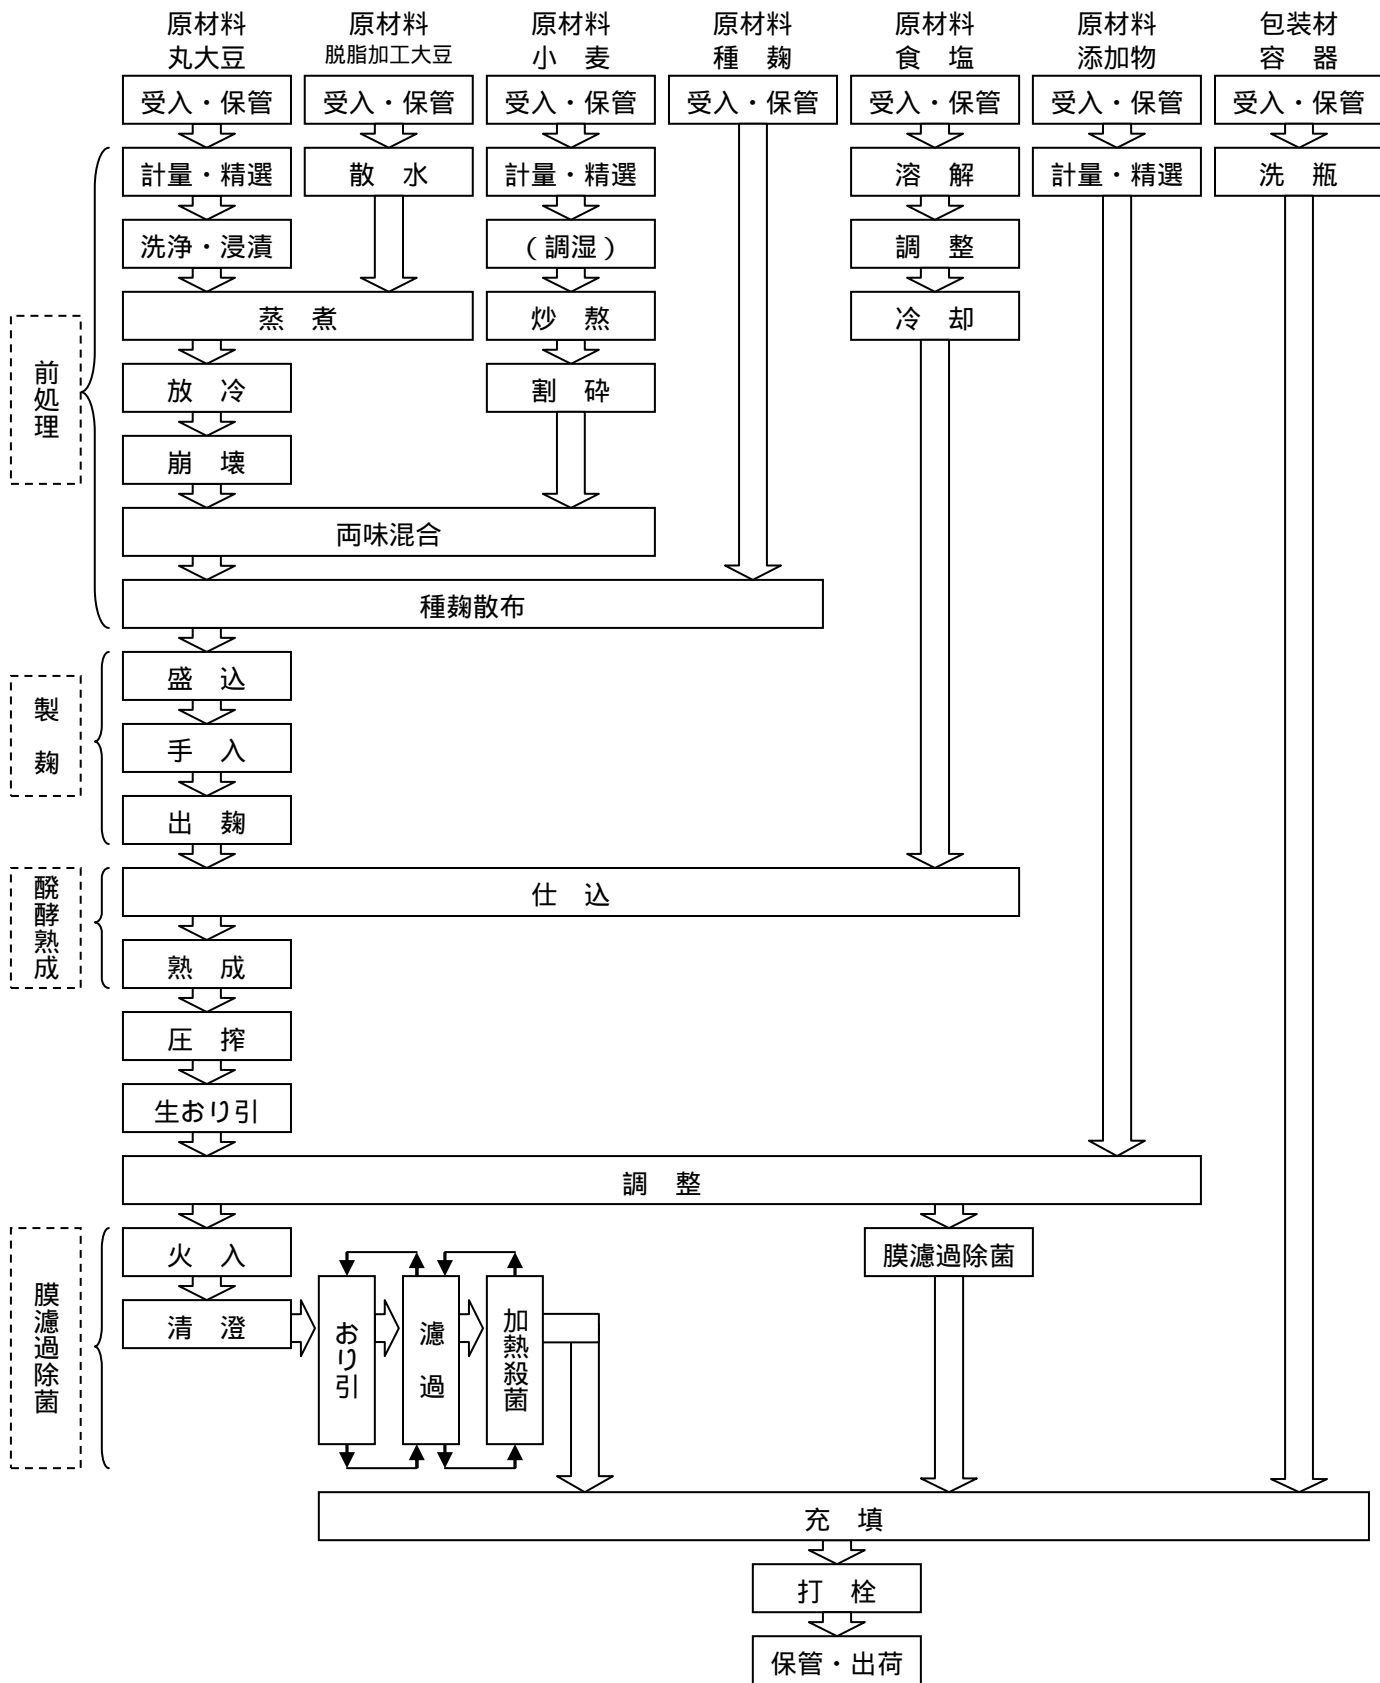 原材料 原材料 原材料 原材料 原材料 原材料 包装材
丸大豆 脱脂加工大豆 小 麦 種 麹 食 塩 添加物 容 器
受入・保管 受入・保管 受入・保管 受入・保管 受入・保管 受入・保管 受入・保管
計量・精選 散 水 計量・精選 溶 解 計量・精選 洗 瓶
洗浄・浸漬 (調湿) 調 整
蒸 煮 炒 熬 冷 却
前処理
放 冷 割 砕
崩 壊
両味混合
種麹散布
盛 込
製 麹
手 入
出 麹
仕 込
醗酵熟成
熟 成
圧 搾
生おり引
調 整
火 入 膜濾過除菌
膜濾過除菌
清 澄
おり引
濾 過
加熱殺菌
充 填
打 栓
保管・出荷